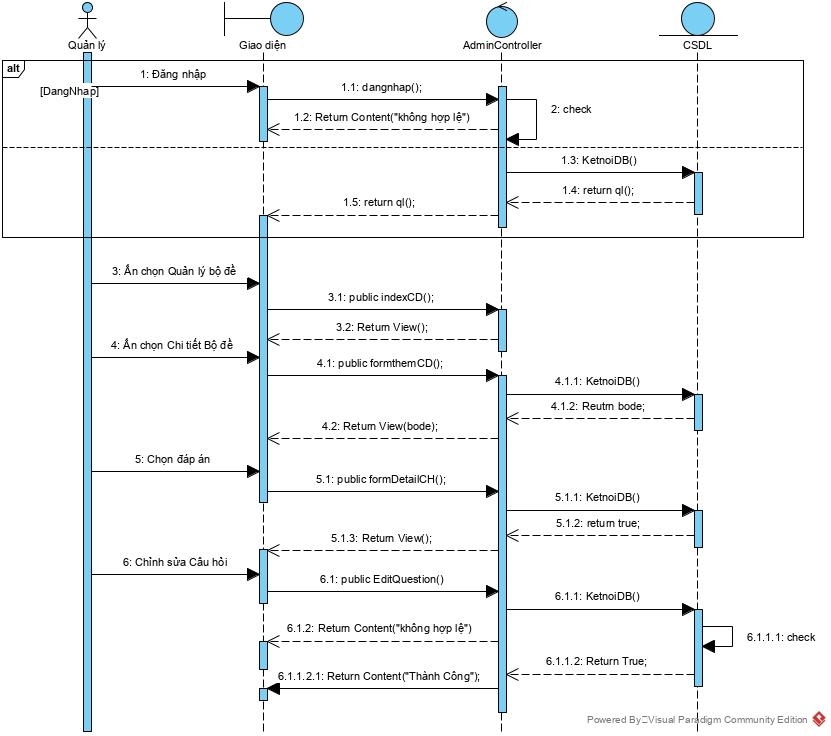 Quản lý
Giao diện
AdminController
CSDL
alt
[DangNhap]
1: Đăng nhập
1.1: dangnhap();
2: check
1.2: Return Content("không hợp lệ")
1.3: KetnoiDB()
1.4: return ql();
1.5: return ql();
3: Ấn chọn Quản lý bộ đề
3.1: public indexCD();
3.2: Return View();
4: Ấn chọn Chi tiết Bộ đề
4.1: public formthemCD();
4.1.1: KetnoiDB()
4.1.2: Reutrn bode;
4.2: Return View(bode);
5: Chọn đáp án
5.1: public formDetailCH();
5.1.1: KetnoiDB()
5.1.2: return true;
5.1.3: Return View();
6: Chỉnh sửa Câu hỏi
6.1: public EditQuestion()
6.1.1: KetnoiDB()
6.1.2: Return Content("không hợp lệ")
6.1.1.1: check
6.1.1.2: Return True;
6.1.1.2.1: Return Content("Thành Công");
Powered By Visual Paradigm Community Edition